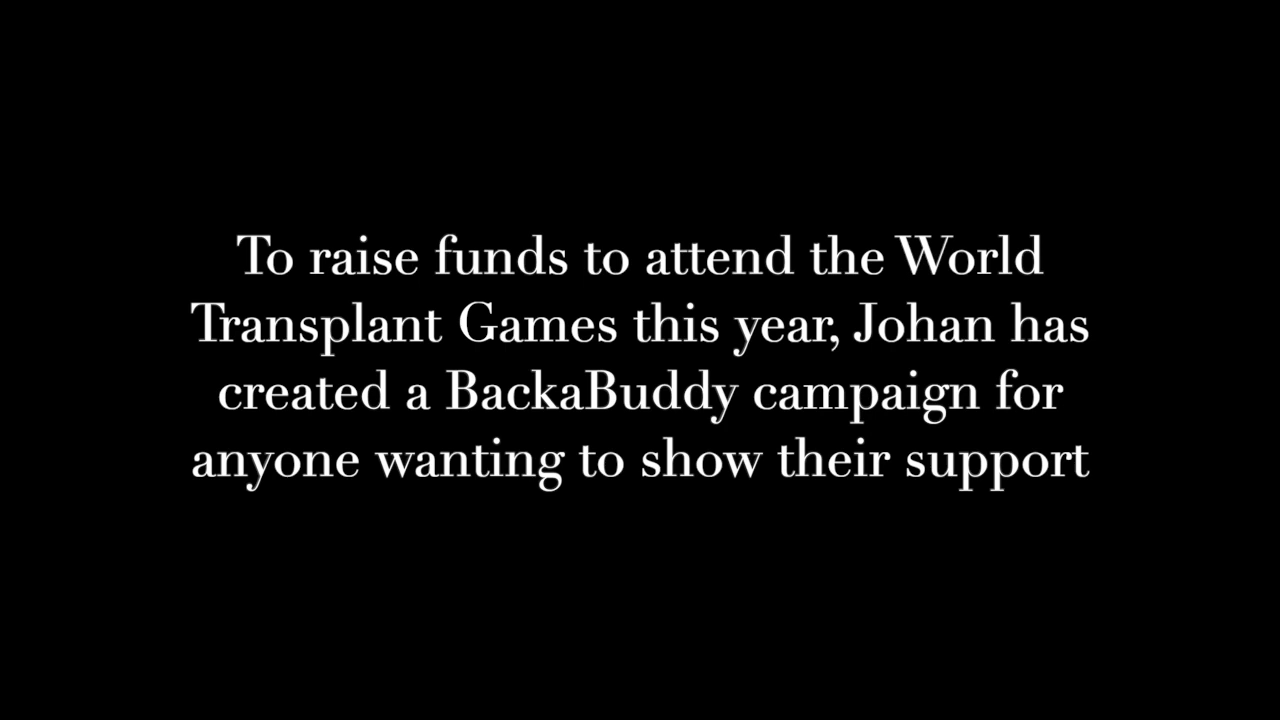 To raise funds to attend the World
Transplant Games this year, Johan has
created a BackaBuddy campaign for
anyone wanting to show their support